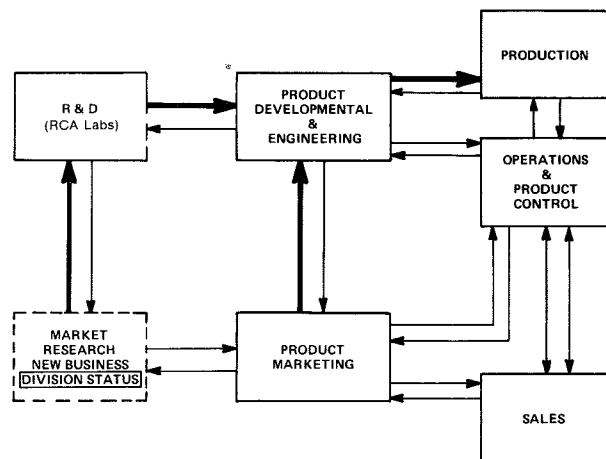 PRODUCTION
R & D
(RCA Labs)
PRODUCT
DEVELOPMENTAL
&
ENGINEERING
OPERATIONS
&
PRODUCT
CONTROL
MARKET
RESEARCH
NEW BUSINESS
DIVISION STATUS
PRODUCT
MARKETING
SALES